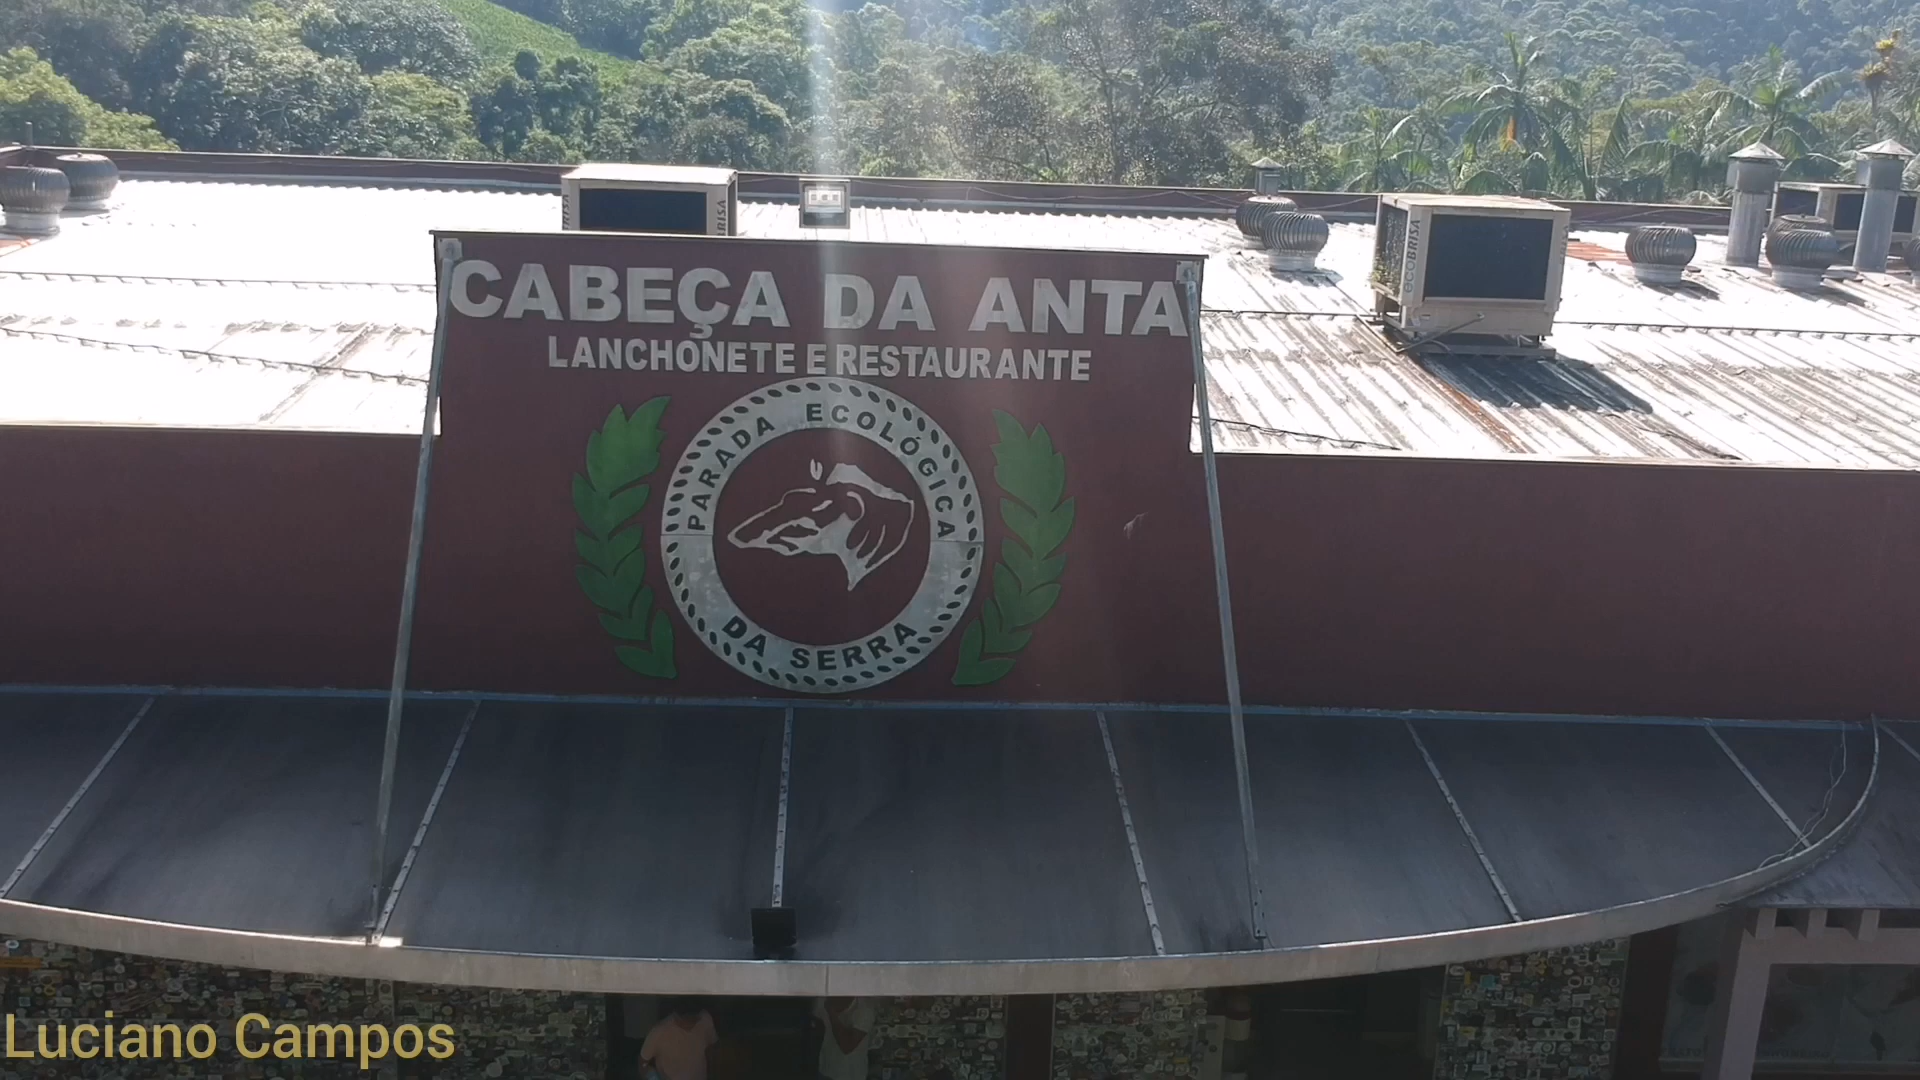 CABEÇA DA ANTA
LANCHONETE E RESTAURANTE
PARADA ECOLÓGICA
DA SERRA
ECOBRISA
Luciano Campos